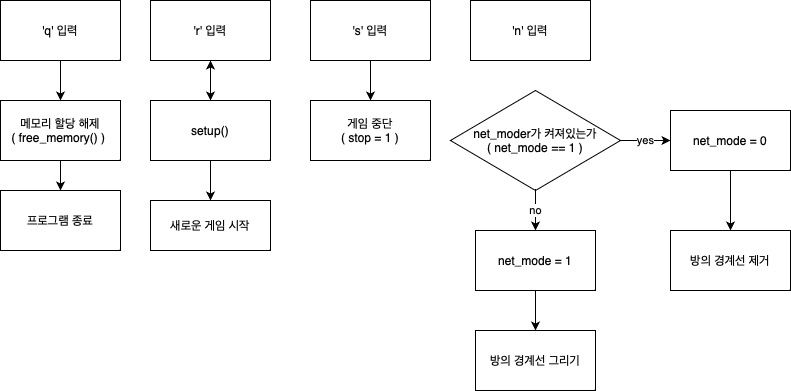 'q' 입력
'r' 입력
's' 입력
'n' 입력
메모리 할당 해제
( free_memory() )
setup()
게임 중단
( stop = 1 )
net_moder가 켜져있는가
( net_mode == 1 )
yes
net_mode = 0
프로그램 종료
새로운 게임 시작
no
net_mode = 1
방의 경계선 제거
방의 경계선 그리기